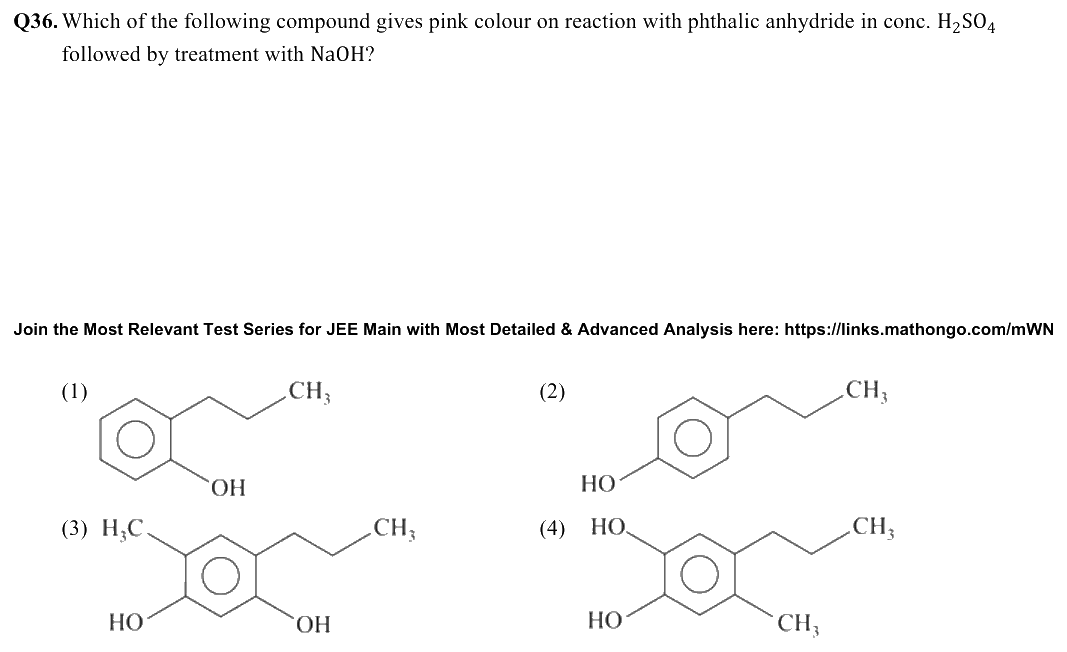 Q36. Which of the following compound gives pink colour on reaction with phthalic anhydride in conc. H₂SO₄
followed by treatment with NaOH?
Join the Most Relevant Test Series for JEE Main with Most Detailed & Advanced Analysis here: https://links.mathongo.com/mWN
(1) CH₃ (2) CH₃
OH HO
(3) H₃C CH₃ (4) HO CH₃
HO OH HO CH₃